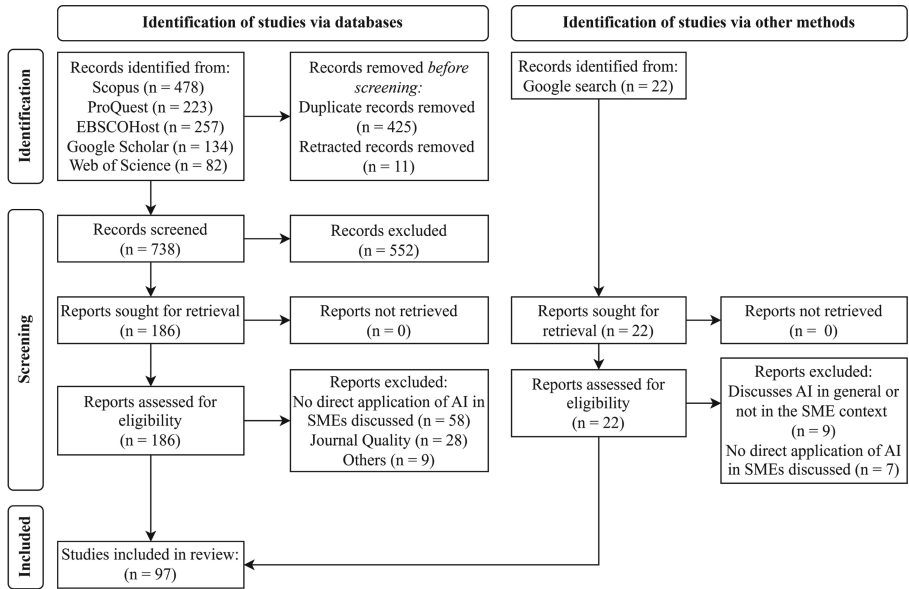 Identification of studies via databases
Identification of studies via other methods
Identification
Records identified from:
Scopus (n = 478)
ProQuest (n = 223)
EBSCOHost (n = 257)
Google Scholar (n = 134)
Web of Science (n = 82)
Records removed before
screening:
Duplicate records removed
(n = 425)
Retracted records removed
(n = 11)
Records identified from:
Google search (n = 22)
Screening
Records screened
(n = 738)
Records excluded
(n = 552)
Reports sought for retrieval
(n = 186)
Reports not retrieved
(n = 0)
Reports sought for
retrieval (n = 22)
Reports not retrieved
(n = 0)
Reports assessed for
eligibility
(n = 186)
Reports excluded:
No direct application of AI in
SMEs discussed (n = 58)
Journal Quality (n = 28)
Others (n = 9)
Reports assessed for
eligibility
(n = 22)
Reports excluded:
Discusses AI in general or
not in the SME context
(n = 9)
No direct application of AI
in SMEs discussed (n = 7)
Included
Studies included in review:
(n = 97)